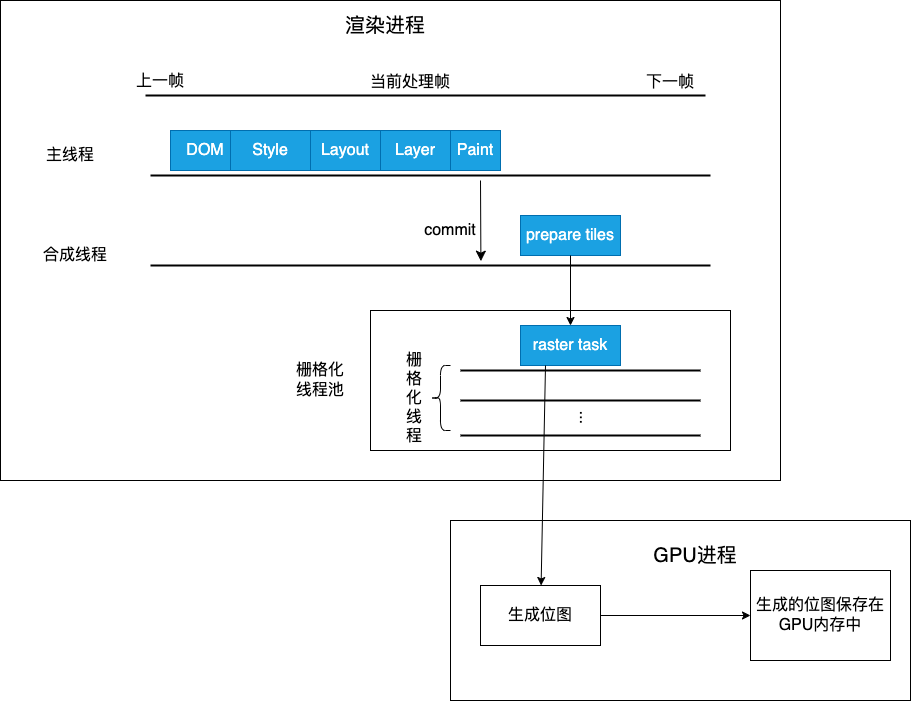 渲染进程
上一帧 当前处理帧 下一帧
主线程
DOM Style Layout Layer Paint
commit
prepare tiles
合成线程
raster task
栅格化
线程池
栅
格
化
线
程
...
GPU进程
生成位图
生成的位图保存在
GPU内存中